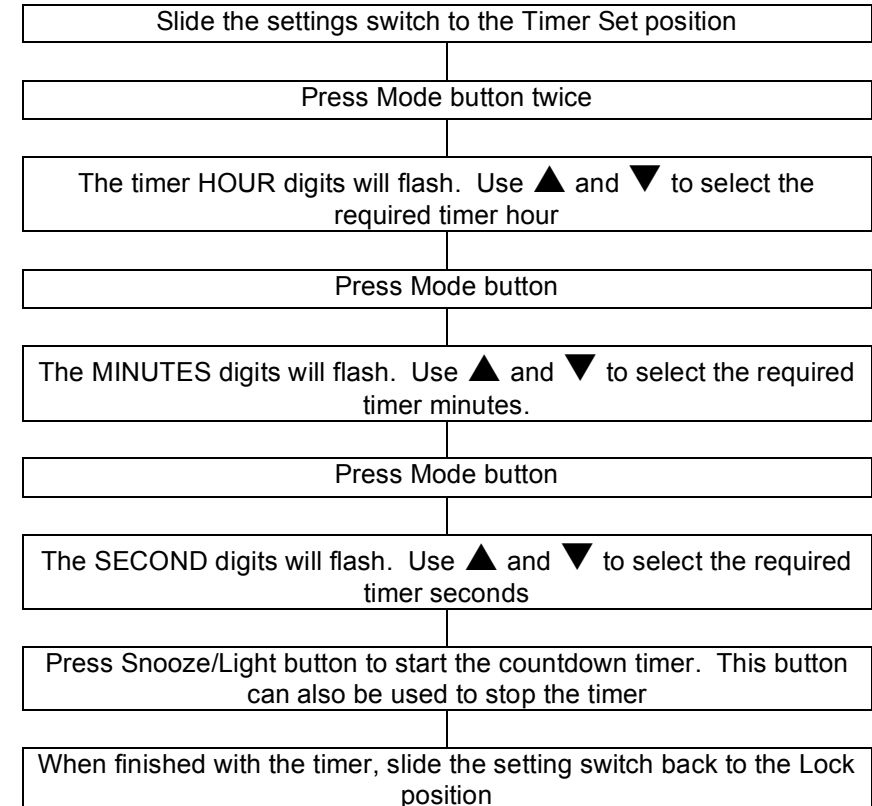 Slide the settings switch to the Timer Set position
Press Mode button twice
The timer HOUR digits will flash.  Use ▲ and ▼ to select the
required timer hour
Press Mode button
The MINUTES digits will flash.  Use ▲ and ▼ to select the required
timer minutes.
Press Mode button
The SECOND digits will flash.  Use ▲ and ▼ to select the required
timer seconds
Press Snooze/Light button to start the countdown timer.  This button
can also be used to stop the timer
When finished with the timer, slide the setting switch back to the Lock
position